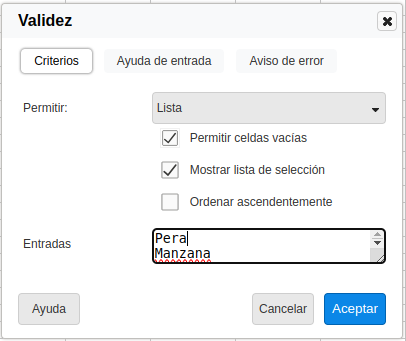 Validez
Criterios
Ayuda de entrada
Aviso de error
Permitir:
Lista
Permitir celdas vacías
Mostrar lista de selección
Ordenar ascendentemente
Entradas
Pera
Manzana
Ayuda
Cancelar
Aceptar